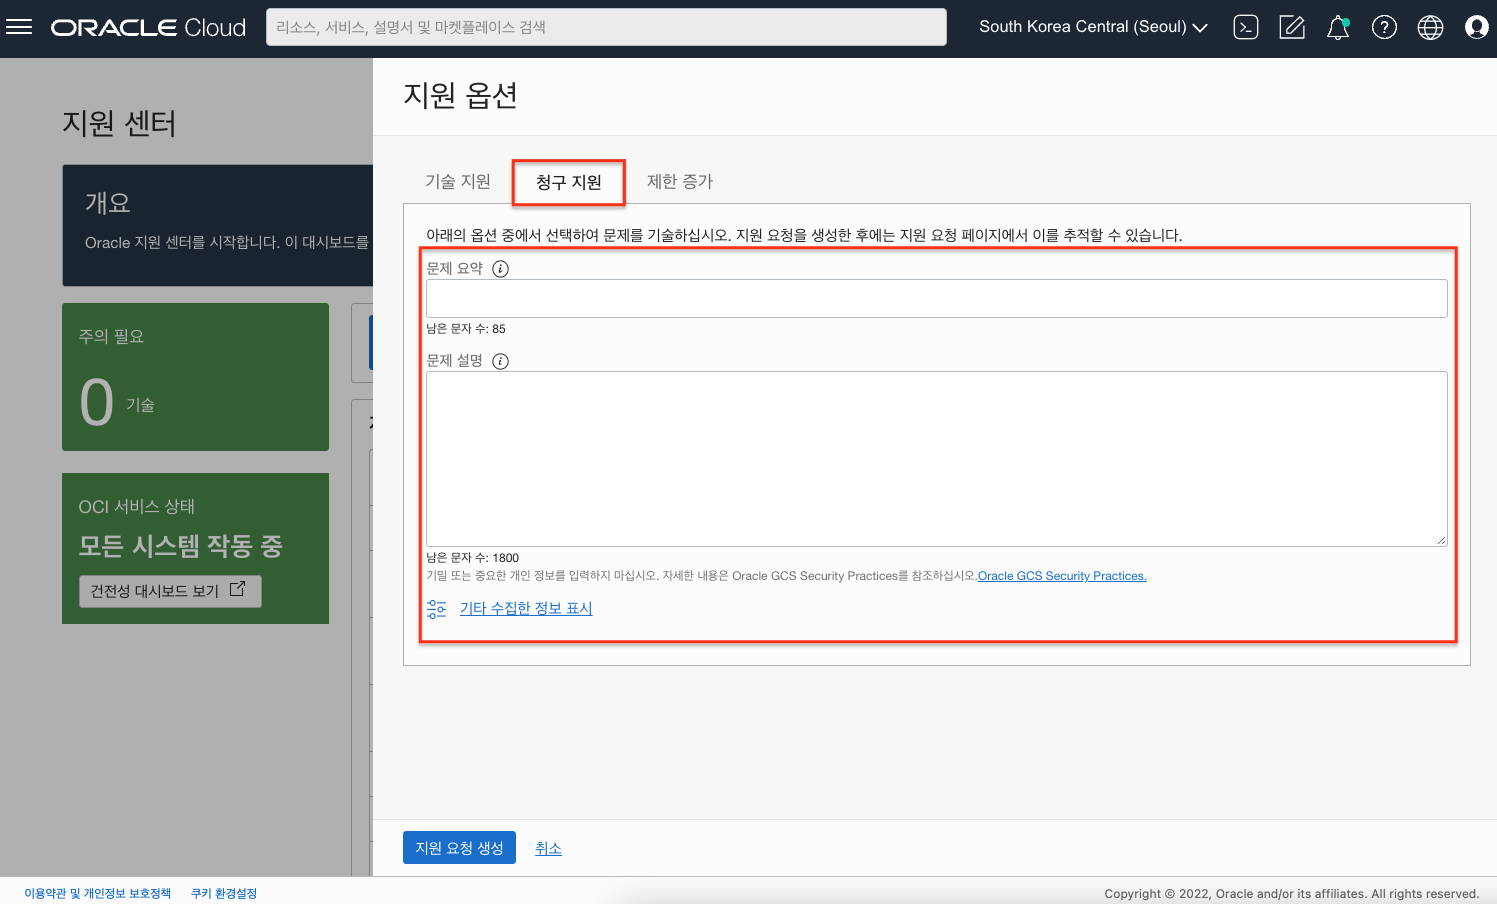 ORACLE Cloud
리소스, 서비스, 설명서 및 마켓플레이스 검색
South Korea Central (Seoul)
지원 센터
개요
Oracle 지원 센터를 시작합니다. 이 대시보드를
주의 필요
0 기술
OCI 서비스 상태
모든 시스템 작동 중
건전성 대시보드 보기
지원 옵션
기술 지원
청구 지원
제한 증가
아래의 옵션 중에서 선택하여 문제를 기술하십시오. 지원 요청을 생성한 후에는 지원 요청 페이지에서 이를 추적할 수 있습니다.
문제 요약
남은 문자 수: 85
문제 설명
남은 문자 수: 1800
기밀 또는 중요한 개인 정보를 입력하지 마십시오. 자세한 내용은 Oracle GCS Security Practices를 참조하십시오.Oracle GCS Security Practices.
기타 수집한 정보 표시
지원 요청 생성
취소
이용약관 및 개인정보 보호정책
쿠키 환경설정
Copyright © 2022, Oracle and/or its affiliates. All rights reserved.